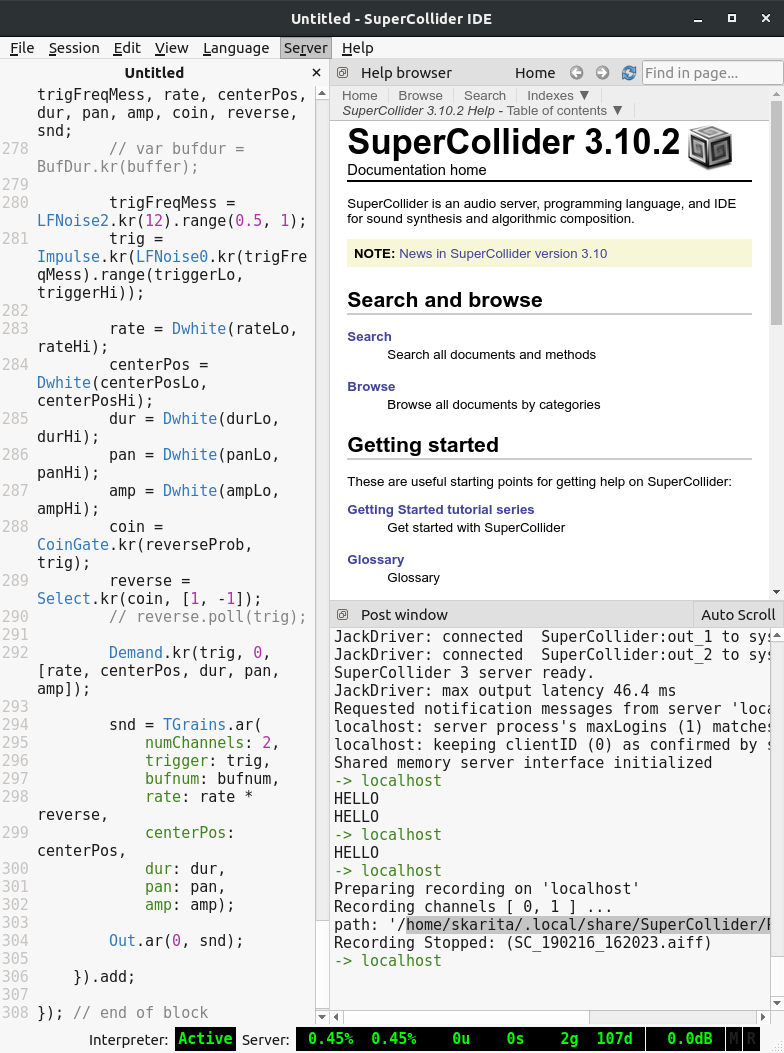 Untitled - SuperCollider IDE
File Session Edit View Language Server Help
Untitled
trigFreqMess, rate, centerPos,
dur, pan, amp, coin, reverse,
snd;
278 // var bufdur =
BufDur.kr(buffer);
279
280 trigFreqMess =
LFNoise2.kr(12).range(0.5, 1);
281 trig =
Impulse.kr(LFNoise0.kr(trigFre
qMess).range(triggerLo,
triggerHi));
282
283 rate = Dwhite(rateLo,
rateHi);
284 centerPos =
Dwhite(centerPosLo,
centerPosHi);
285 dur = Dwhite(durLo,
durHi);
286 pan = Dwhite(panLo,
panHi);
287 amp = Dwhite(ampLo,
ampHi);
288 coin =
CoinGate.kr(reverseProb,
trig);
289 reverse =
Select.kr(coin, [1, -1]);
290 // reverse.poll(trig);
291
292 Demand.kr(trig, 0,
[rate, centerPos, dur, pan,
amp]);
293
294 snd = TGrains.ar(
295 numChannels: 2,
296 trigger: trig,
297 bufnum: bufnum,
298 rate: rate *
reverse,
299 centerPos:
centerPos,
300 dur: dur,
301 pan: pan,
302 amp: amp);
303
304 Out.ar(0, snd);
305
306 }).add;
307
308 }); // end of block
Help browser Home Find in page...
Home Browse Search Indexes ▼
SuperCollider 3.10.2 Help - Table of contents ▼
SuperCollider 3.10.2
Documentation home
SuperCollider is an audio server, programming language, and IDE
for sound synthesis and algorithmic composition.
NOTE: News in SuperCollider version 3.10
Search and browse
Search
Search all documents and methods
Browse
Browse all documents by categories
Getting started
These are useful starting points for getting help on SuperCollider:
Getting Started tutorial series
Get started with SuperCollider
Glossary
Glossary
Post window Auto Scroll
JackDriver: connected  SuperCollider:out_1 to sys
JackDriver: connected  SuperCollider:out_2 to sys
SuperCollider 3 server ready.
JackDriver: max output latency 46.4 ms
Requested notification messages from server 'loca
localhost: server process's maxLogins (1) matches
localhost: keeping clientID (0) as confirmed by s
Shared memory server interface initialized
-> localhost
HELLO
HELLO
-> localhost
HELLO
-> localhost
Preparing recording on 'localhost'
Recording channels [ 0, 1 ] ...
path: '/home/skarita/.local/share/SuperCollider/R
Recording Stopped: (SC_190216_162023.aiff)
-> localhost
Interpreter: Active Server: 0.45% 0.45% 0u 0s 2g 107d 0.0dB M R